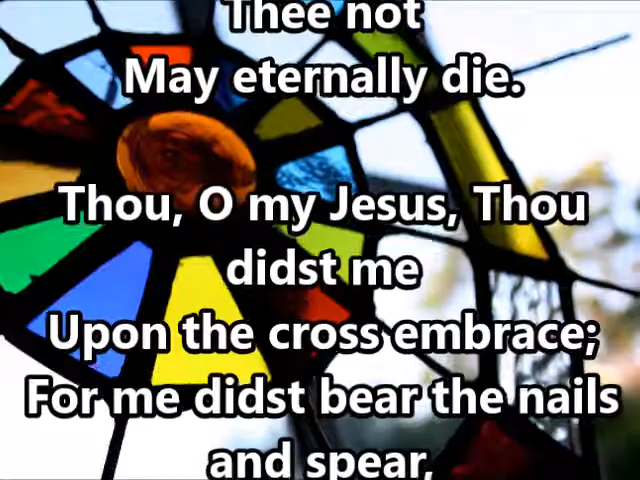 Thee not
May eternally die.
Thou, O my Jesus, Thou
didst me
Upon the cross embrace;
For me didst bear the nails
and spear,